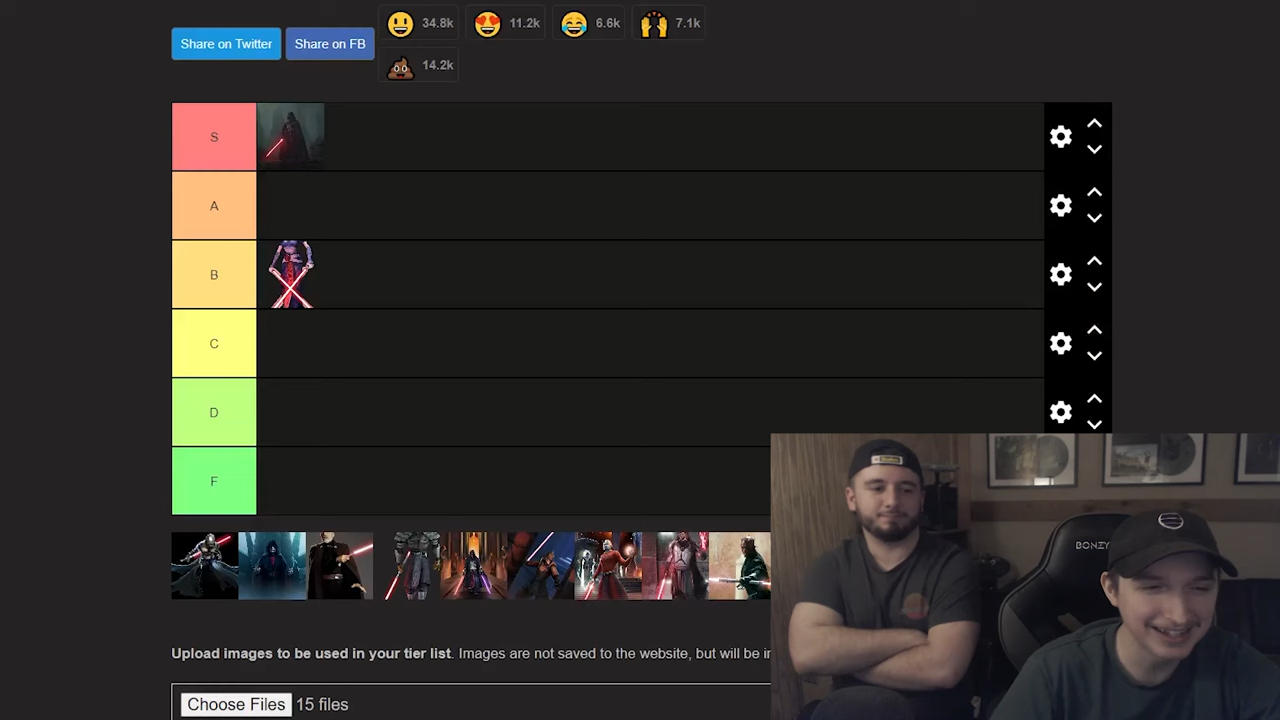 Share on Twitter
Share on FB
34.8k
11.2k
6.6k
7.1k
14.2k
S
A
B
C
D
F
BONZY
Upload images to be used in your tier list. Images are not saved to the website, but will be in
Choose Files 15 files